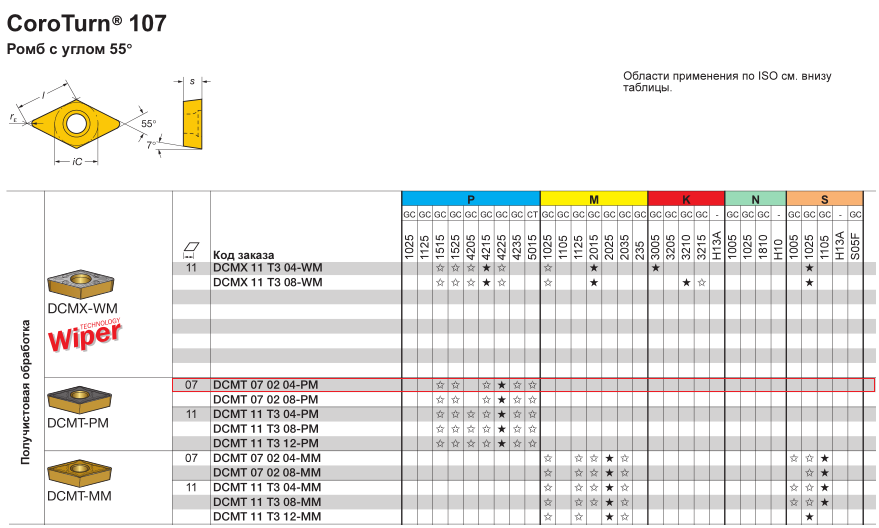 CoroTurn® 107
Ромб с углом 55°
Области применения по ISO см. внизу
таблицы.
l
s
rε
55°
7°
iC
P M K N S
GC GC GC GC GC GC GC GC CT GC GC GC GC GC GC GC GC GC GC GC - GC GC GC - GC GC GC - GC
Код заказа 1025 1125 1515 1525 4205 4215 4225 4235 5015 1025 1105 1125 2015 2025 2035 235 3005 3205 3210 3215 H13A 1005 1025 1810 H10 1005 1025 1105 H13A S05F
Получистовая обработка
11 DCMX 11 T3 04-WM ☆ ☆ ☆ ★ ☆ ☆ ★ ★ ★
DCMX 11 T3 08-WM ☆ ☆ ☆ ★ ☆ ☆ ★ ★ ☆ ★
DCMX-WM
TECHNOLOGY
Wiper
07 DCMT 07 02 04-PM ☆ ☆ ☆ ★ ☆ ☆
DCMT 07 02 08-PM ☆ ☆ ☆ ★ ☆ ☆
11 DCMT 11 T3 04-PM ☆ ☆ ☆ ☆ ★ ☆ ☆
DCMT-PM
DCMT 11 T3 08-PM ☆ ☆ ☆ ☆ ★ ☆ ☆
DCMT 11 T3 12-PM ☆ ☆ ☆ ☆ ★ ☆ ☆
07 DCMT 07 02 04-MM ☆ ☆ ☆ ★ ☆ ☆ ☆ ★
DCMT 07 02 08-MM ☆ ☆ ☆ ★ ☆ ☆ ★
11 DCMT 11 T3 04-MM ☆ ☆ ☆ ★ ☆ ☆ ☆ ★
DCMT-MM
DCMT 11 T3 08-MM ☆ ☆ ☆ ★ ☆ ☆ ☆ ★
DCMT 11 T3 12-MM ☆ ☆ ★ ☆ ★